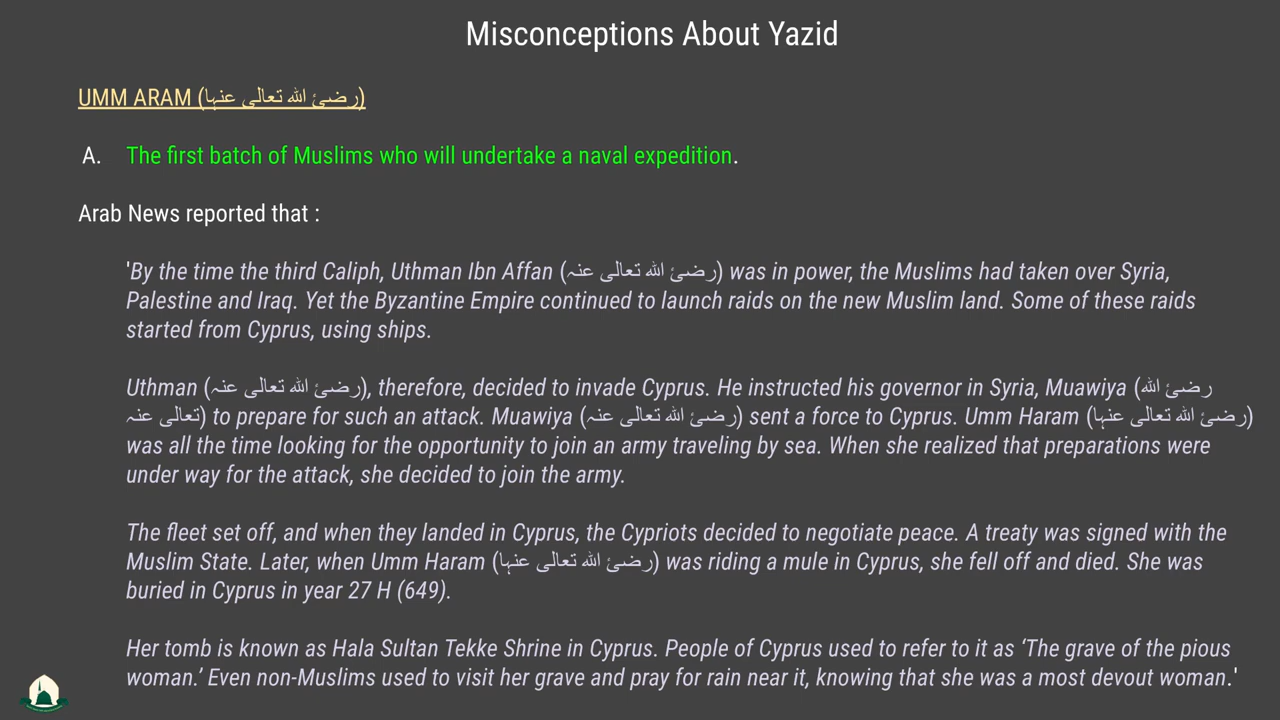 Misconceptions About Yazid
UMM ARAM (رضئ الله تعالی عنہا)
A. The first batch of Muslims who will undertake a naval expedition.
Arab News reported that :
'By the time the third Caliph, Uthman Ibn Affan (رضئ الله تعالی عنہ) was in power, the Muslims had taken over Syria,
Palestine and Iraq. Yet the Byzantine Empire continued to launch raids on the new Muslim land. Some of these raids
started from Cyprus, using ships.
Uthman (رضئ الله تعالی عنہ), therefore, decided to invade Cyprus. He instructed his governor in Syria, Muawiya (رضئ الله
تعالی عنہ) to prepare for such an attack. Muawiya (رضئ الله تعالی عنہ) sent a force to Cyprus. Umm Haram (رضئ الله تعالی عنہا)
was all the time looking for the opportunity to join an army traveling by sea. When she realized that preparations were
under way for the attack, she decided to join the army.
The fleet set off, and when they landed in Cyprus, the Cypriots decided to negotiate peace. A treaty was signed with the
Muslim State. Later, when Umm Haram (رضئ الله تعالی عنہا) was riding a mule in Cyprus, she fell off and died. She was
buried in Cyprus in year 27 H (649).
Her tomb is known as Hala Sultan Tekke Shrine in Cyprus. People of Cyprus used to refer to it as ‘The grave of the pious
woman.’ Even non-Muslims used to visit her grave and pray for rain near it, knowing that she was a most devout woman.'